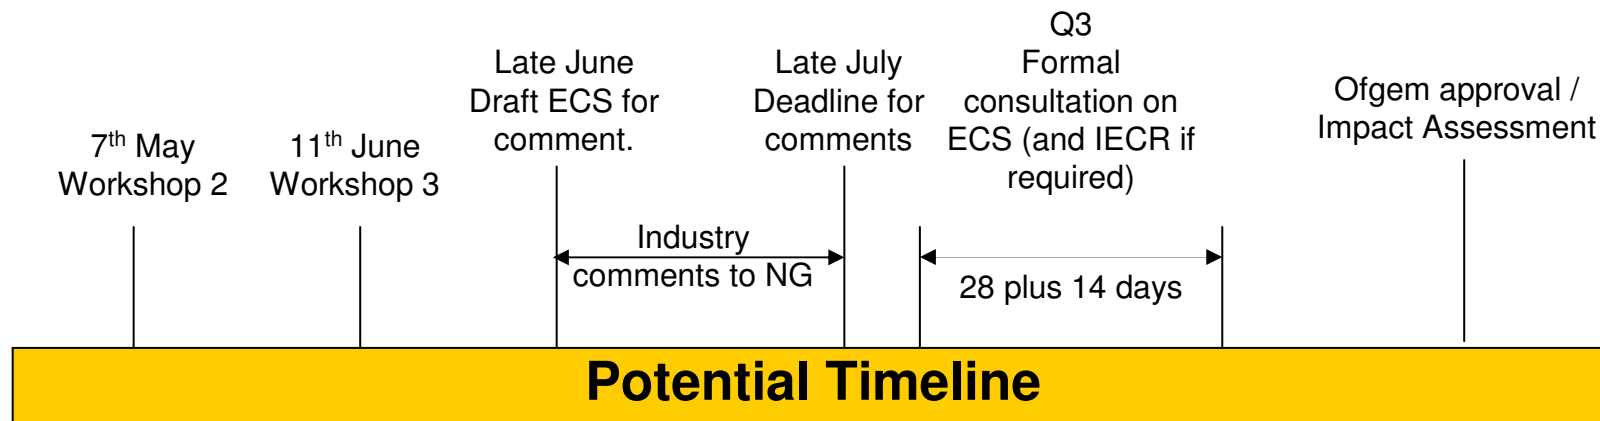 7th May
Workshop 2
11th June
Workshop 3
Late June
Draft ECS for
comment.
Industry
comments to NG
Late July
Deadline for
comments
Q3
Formal
consultation on
ECS (and IECR if
required)
28 plus 14 days
Ofgem approval /
Impact Assessment
Potential Timeline